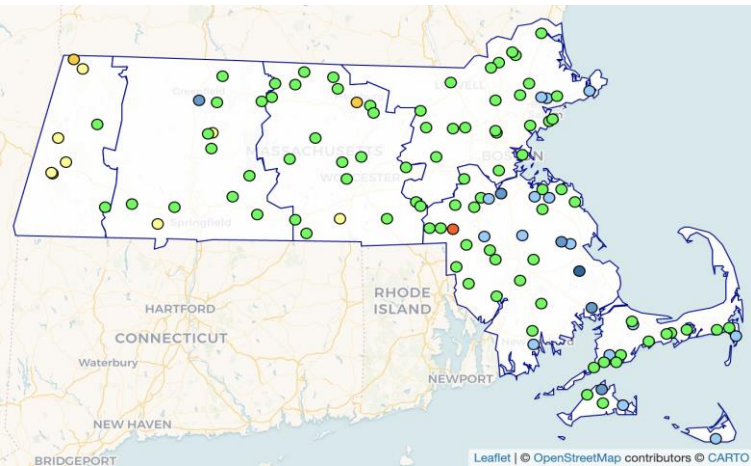 Greenfield
LOWELL
MASSACHUSETTS
BOSTON
WORCESTER
Springfield
HARTFORD
RHODE
ISLAND
CONNECTICUT
Waterbury
NEWPORT
NEW HAVEN
BRIDGEPORT
Leaflet | © OpenStreetMap contributors © CARTO